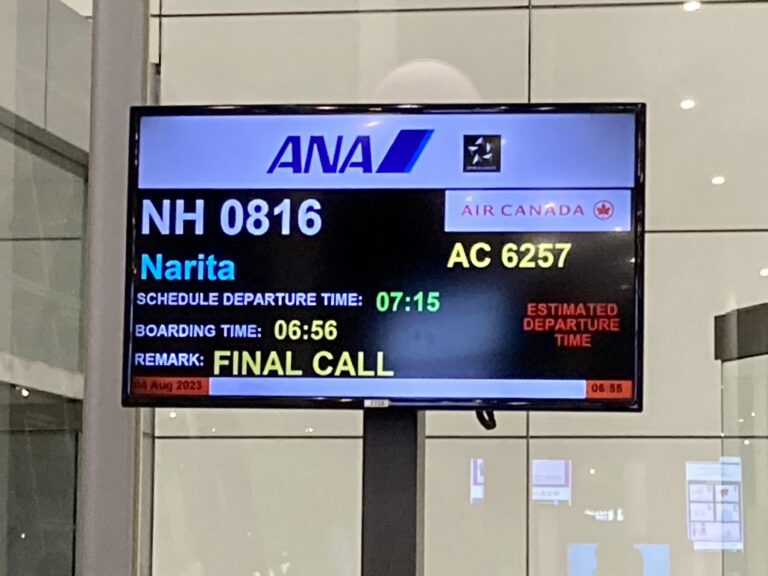 ANA
NH 0816
AIR CANADA
Narita
AC 6257
SCHEDULE DEPARTURE TIME: 07:15
BOARDING TIME: 06:56
ESTIMATED
DEPARTURE
TIME
REMARK: FINAL CALL
04 Aug 2023
06:55